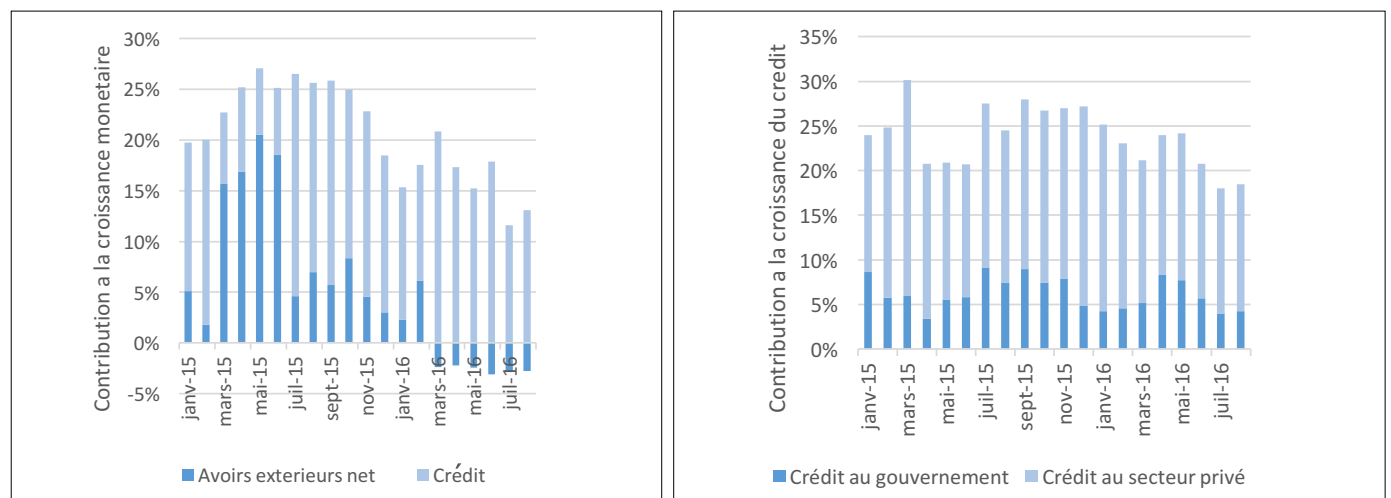 Contribution a la croissance monetaire
30%
25%
20%
15%
10%
5%
0%
-5%
janv-15
mars-15
mai-15
juil-15
sept-15
nov-15
janv-16
mars-16
mai-16
juil-16
Avoirs exterieurs net
Crédit
Contribution a la croissance du credit
35%
30%
25%
20%
15%
10%
5%
0%
janv-15
mars-15
mai-15
juil-15
sept-15
nov-15
janv-16
mars-16
mai-16
juil-16
Crédit au gouvernement
Crédit au secteur privé